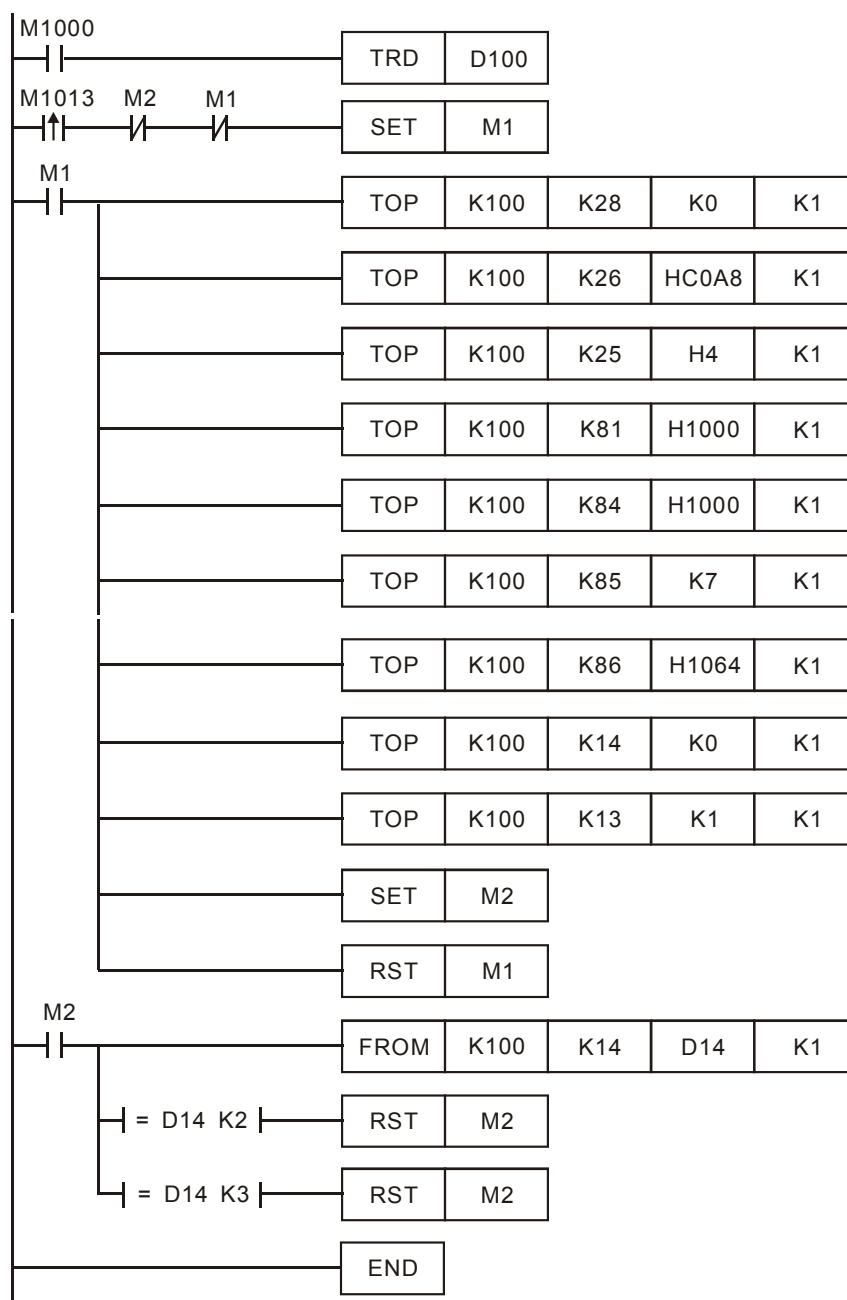 M1000
TRD D100
M1013 M2 M1
SET M1
M1
TOP K100 K28 K0 K1
TOP K100 K26 HC0A8 K1
TOP K100 K25 H4 K1
TOP K100 K81 H1000 K1
TOP K100 K84 H1000 K1
TOP K100 K85 K7 K1
TOP K100 K86 H1064 K1
TOP K100 K14 K0 K1
TOP K100 K13 K1 K1
SET M2
RST M1
M2
FROM K100 K14 D14 K1
= D14 K2 RST M2
= D14 K3 RST M2
END